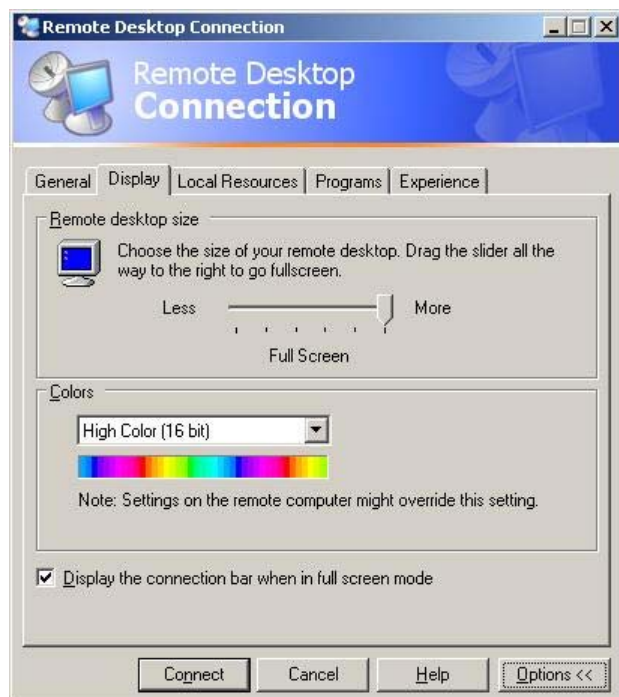 Remote Desktop Connection
Remote Desktop
Connection
General Display Local Resources Programs Experience
Remote desktop size
Choose the size of your remote desktop. Drag the slider all the
way to the right to go fullscreen.
Less More
Full Screen
Colors
High Color (16 bit)
Note: Settings on the remote computer might override this setting.
Display the connection bar when in full screen mode
Connect Cancel Help Options <<